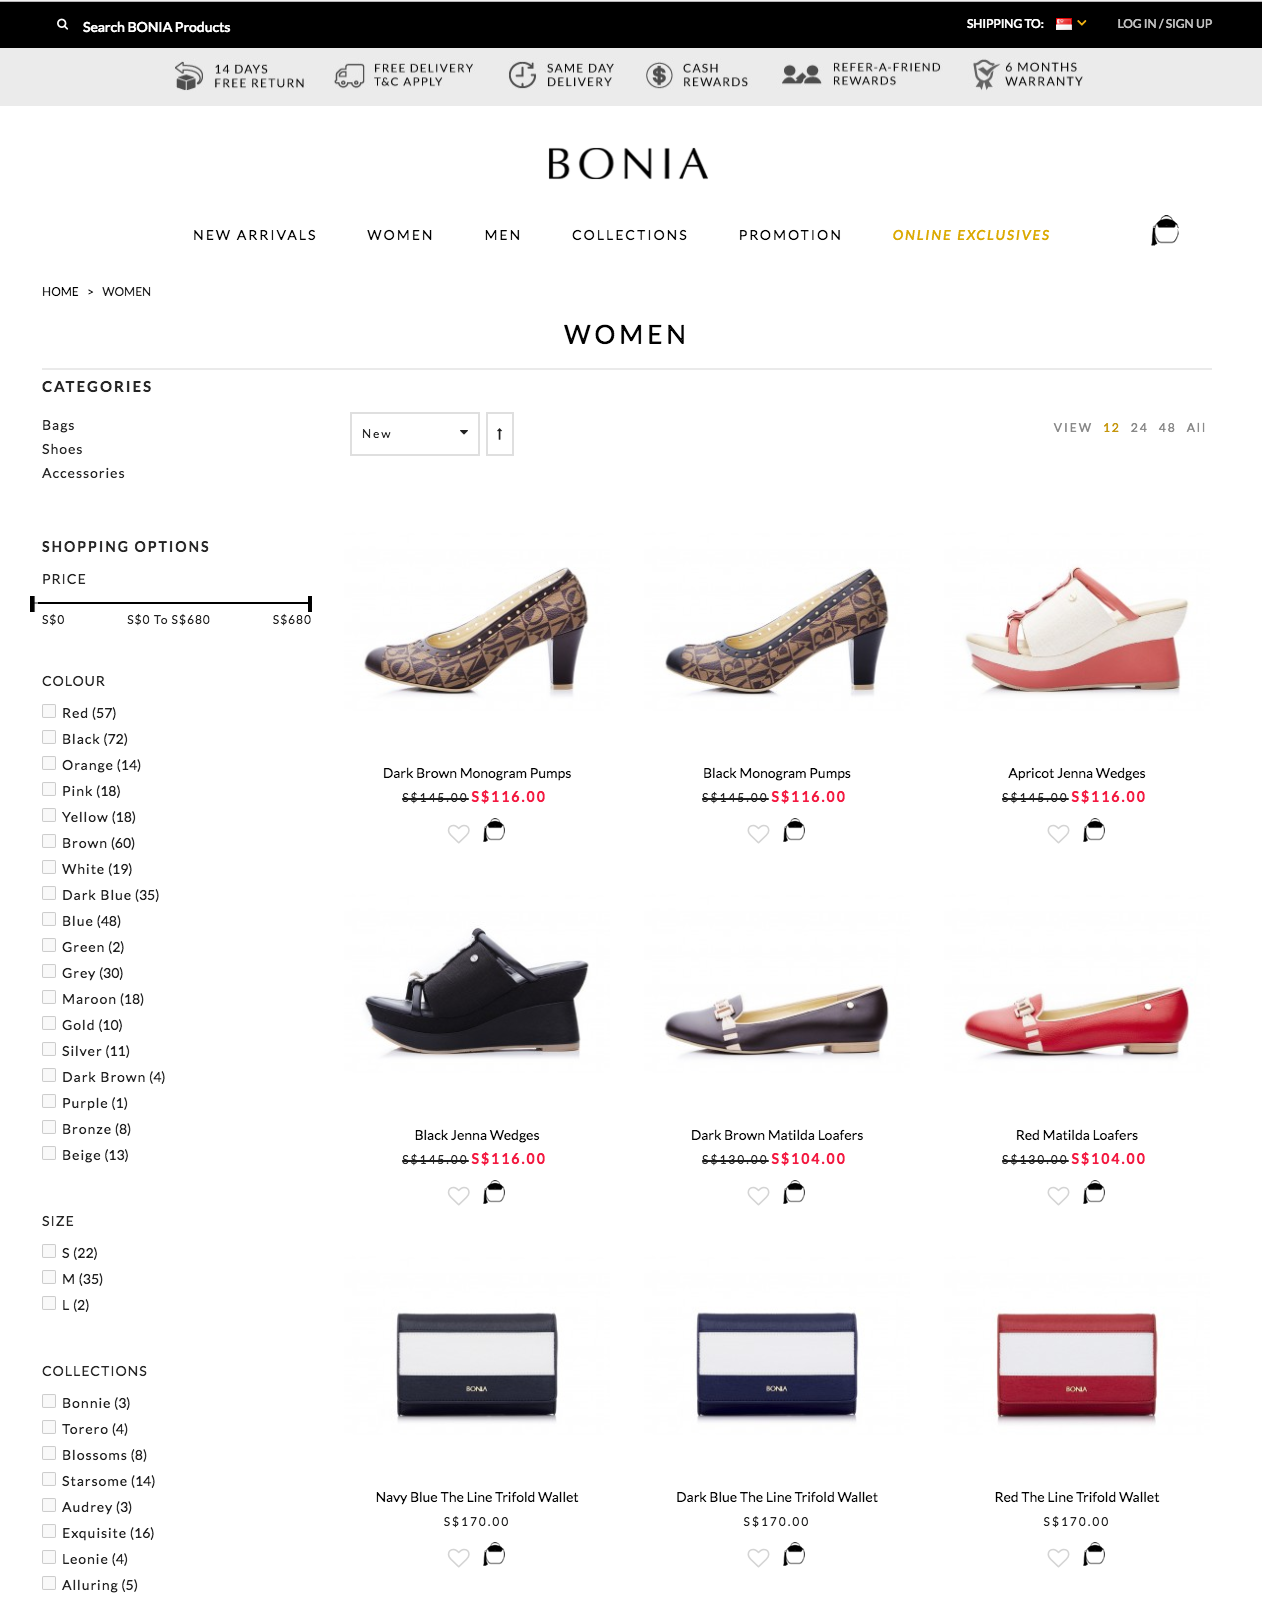 Search BONIA Products
SHIPPING TO:
LOG IN / SIGN UP
14 DAYS
FREE RETURN
FREE DELIVERY
T&C APPLY
SAME DAY
DELIVERY
CASH
REWARDS
REFER-A-FRIEND
REWARDS
6 MONTHS
WARRANTY
BONIA
NEW ARRIVALS
WOMEN
MEN
COLLECTIONS
PROMOTION
ONLINE EXCLUSIVES
HOME > WOMEN
WOMEN
CATEGORIES
Bags
Shoes
Accessories
New
VIEW 12 24 48 All
SHOPPING OPTIONS
PRICE
S$0
S$0 To S$680
S$680
COLOUR
Red (57)
Black (72)
Orange (14)
Pink (18)
Yellow (18)
Brown (60)
White (19)
Dark Blue (35)
Blue (48)
Green (2)
Grey (30)
Maroon (18)
Gold (10)
Silver (11)
Dark Brown (4)
Purple (1)
Bronze (8)
Beige (13)
SIZE
S (22)
M (35)
L (2)
COLLECTIONS
Bonnie (3)
Torero (4)
Blossoms (8)
Starsome (14)
Audrey (3)
Exquisite (16)
Leonie (4)
Alluring (5)
Dark Brown Monogram Pumps
S$145.00 S$116.00
Black Monogram Pumps
S$145.00 S$116.00
Apricot Jenna Wedges
S$145.00 S$116.00
Black Jenna Wedges
S$145.00 S$116.00
Dark Brown Matilda Loafers
S$130.00 S$104.00
Red Matilda Loafers
S$130.00 S$104.00
BONIA
BONIA
BONIA
Navy Blue The Line Trifold Wallet
S$170.00
Dark Blue The Line Trifold Wallet
S$170.00
Red The Line Trifold Wallet
S$170.00